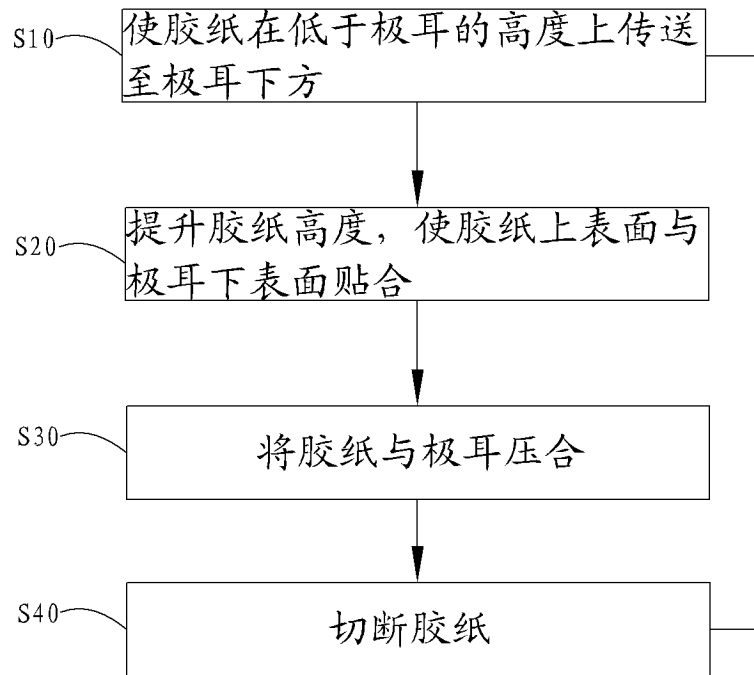 S10
使胶纸在低于极耳的高度上传送
至极耳下方
S20
提升胶纸高度，使胶纸上表面与
极耳下表面贴合
S30
将胶纸与极耳压合
S40
切断胶纸